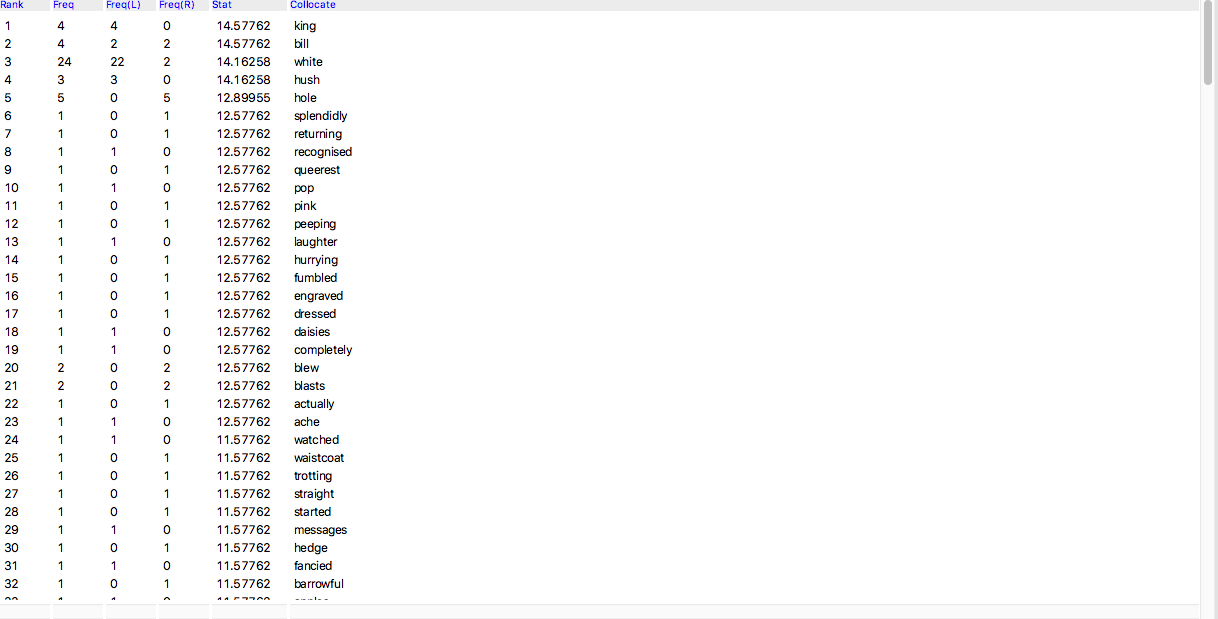 Rank Freq Freq(L) Freq(R) Stat Collocate
1 4 4 0 14.57762 king
2 4 2 2 14.57762 bill
3 24 22 2 14.16258 white
4 3 3 0 14.16258 hush
5 5 0 5 12.89955 hole
6 1 0 1 12.57762 splendidly
7 1 0 1 12.57762 returning
8 1 1 0 12.57762 recognised
9 1 0 1 12.57762 queerest
10 1 1 0 12.57762 pop
11 1 0 1 12.57762 pink
12 1 0 1 12.57762 peeping
13 1 1 0 12.57762 laughter
14 1 0 1 12.57762 hurrying
15 1 0 1 12.57762 fumbled
16 1 0 1 12.57762 engraved
17 1 0 1 12.57762 dressed
18 1 1 0 12.57762 daisies
19 1 1 0 12.57762 completely
20 2 0 2 12.57762 blew
21 2 0 2 12.57762 blasts
22 1 0 1 12.57762 actually
23 1 1 0 12.57762 ache
24 1 1 0 11.57762 watched
25 1 0 1 11.57762 waistcoat
26 1 0 1 11.57762 trotting
27 1 0 1 11.57762 straight
28 1 0 1 11.57762 started
29 1 1 0 11.57762 messages
30 1 0 1 11.57762 hedge
31 1 1 0 11.57762 fancied
32 1 0 1 11.57762 barrowful